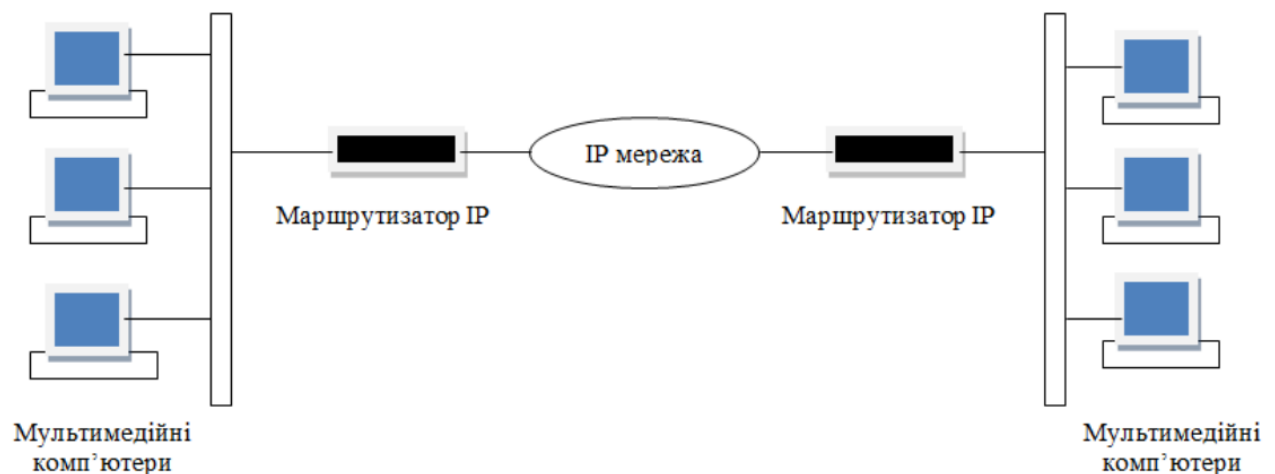 IP мережа
Маршрутизатор IP
Маршрутизатор IP
Мультимедійні
комп’ютери
Мультимедійні
комп’ютери